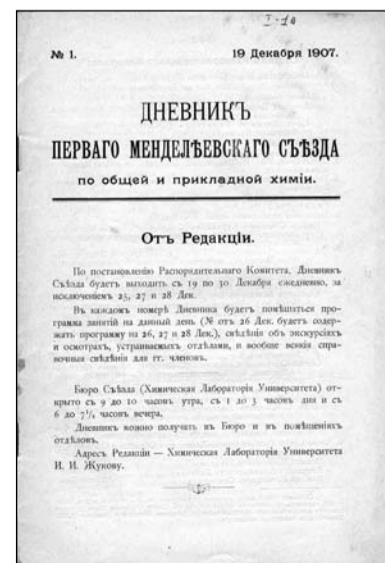 I-10
№ 1.
19 Декабря 1907.
ДНЕВНИКЪ
ПЕРВАГО МЕНДЕЛѢЕВСКАГО СЪѢЗДА
по общей и прикладной химіи.
Отъ Редакціи.
По постановленію Распорядительнаго Комитета, Дневникъ
Съѣзда будетъ выходить съ 19 по 30 Декабря ежедневно, за
исключеніемъ 25, 27 и 28 Дек.
Въ каждомъ номерѣ Дневника будетъ помѣщаться про-
грамма занятій на данный день (№ отъ 26 Дек. будетъ содер-
жать программу на 26, 27 и 28 Дек.), свѣдѣнія объ экскурсіяхъ
и осмотрахъ, устраиваемыхъ отдѣлами, и вообще всякія спра-
вочныя свѣдѣнія для гг. членовъ.
Бюро Съѣзда (Химическая Лабораторія Университета) от-
крыто съ 9 до 10 часовъ утра, съ 1 до 3 часовъ дня и съ
6 до 7½ часовъ вечера.
Дневникъ можно получать въ Бюро и въ помѣщеніяхъ
отдѣловъ.
Адресъ Редакціи — Химическая Лабораторія Университета
И. И. Жукову.